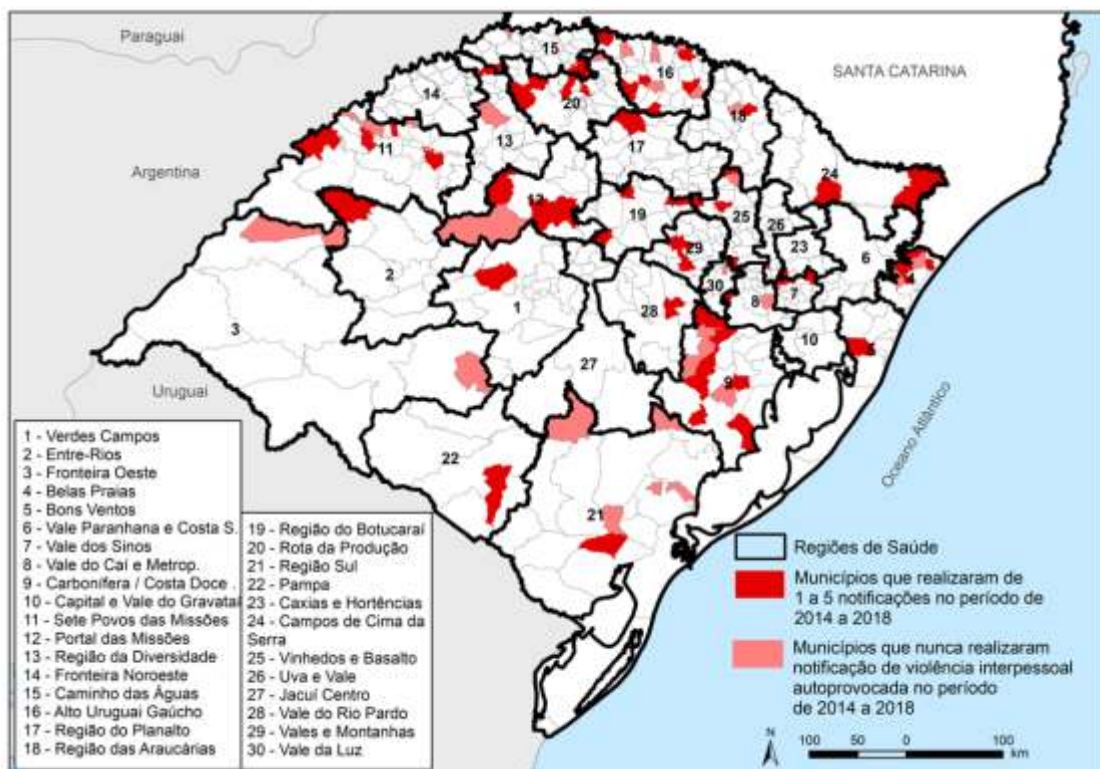 Paraguai
SANTA CATARINA
15
16
14
20
18
13
17
11
Argentina
24
12
19
25
26
23
29
6
2
30
8
7
4
1
28
3
10
5
27
Uruguai
9
Oceano Atlântico
22
21
1 - Verdes Campos
2 - Entre-Rios
3 - Fronteira Oeste
4 - Belas Praias
5 - Bons Ventos
6 - Vale Paranhana e Costa S.
7 - Vale dos Sinos
8 - Vale do Caí e Metrop.
9 - Carbonífera / Costa Doce .
10 - Capital e Vale do Gravataí
11 - Sete Povos das Missões
12 - Portal das Missões
13 - Região da Diversidade
14 - Fronteira Noroeste
15 - Caminho das Águas
16 - Alto Uruguai Gaúcho
17 - Região do Planalto
18 - Região das Araucárias
19 - Região do Botucaraí
20 - Rota da Produção
21 - Região Sul
22 - Pampa
23 - Caxias e Hortências
24 - Campos de Cima da
Serra
25 - Vinhedos e Basalto
26 - Uva e Vale
27 - Jacuí Centro
28 - Vale do Rio Pardo
29 - Vales e Montanhas
30 - Vale da Luz
Regiões de Saúde
Municípios que realizaram de
1 a 5 notificações no período de
2014 a 2018
Municípios que nunca realizaram
notificação de violência interpessoal
autoprovocada no período
de 2014 a 2018
N
100 50 0 100
km